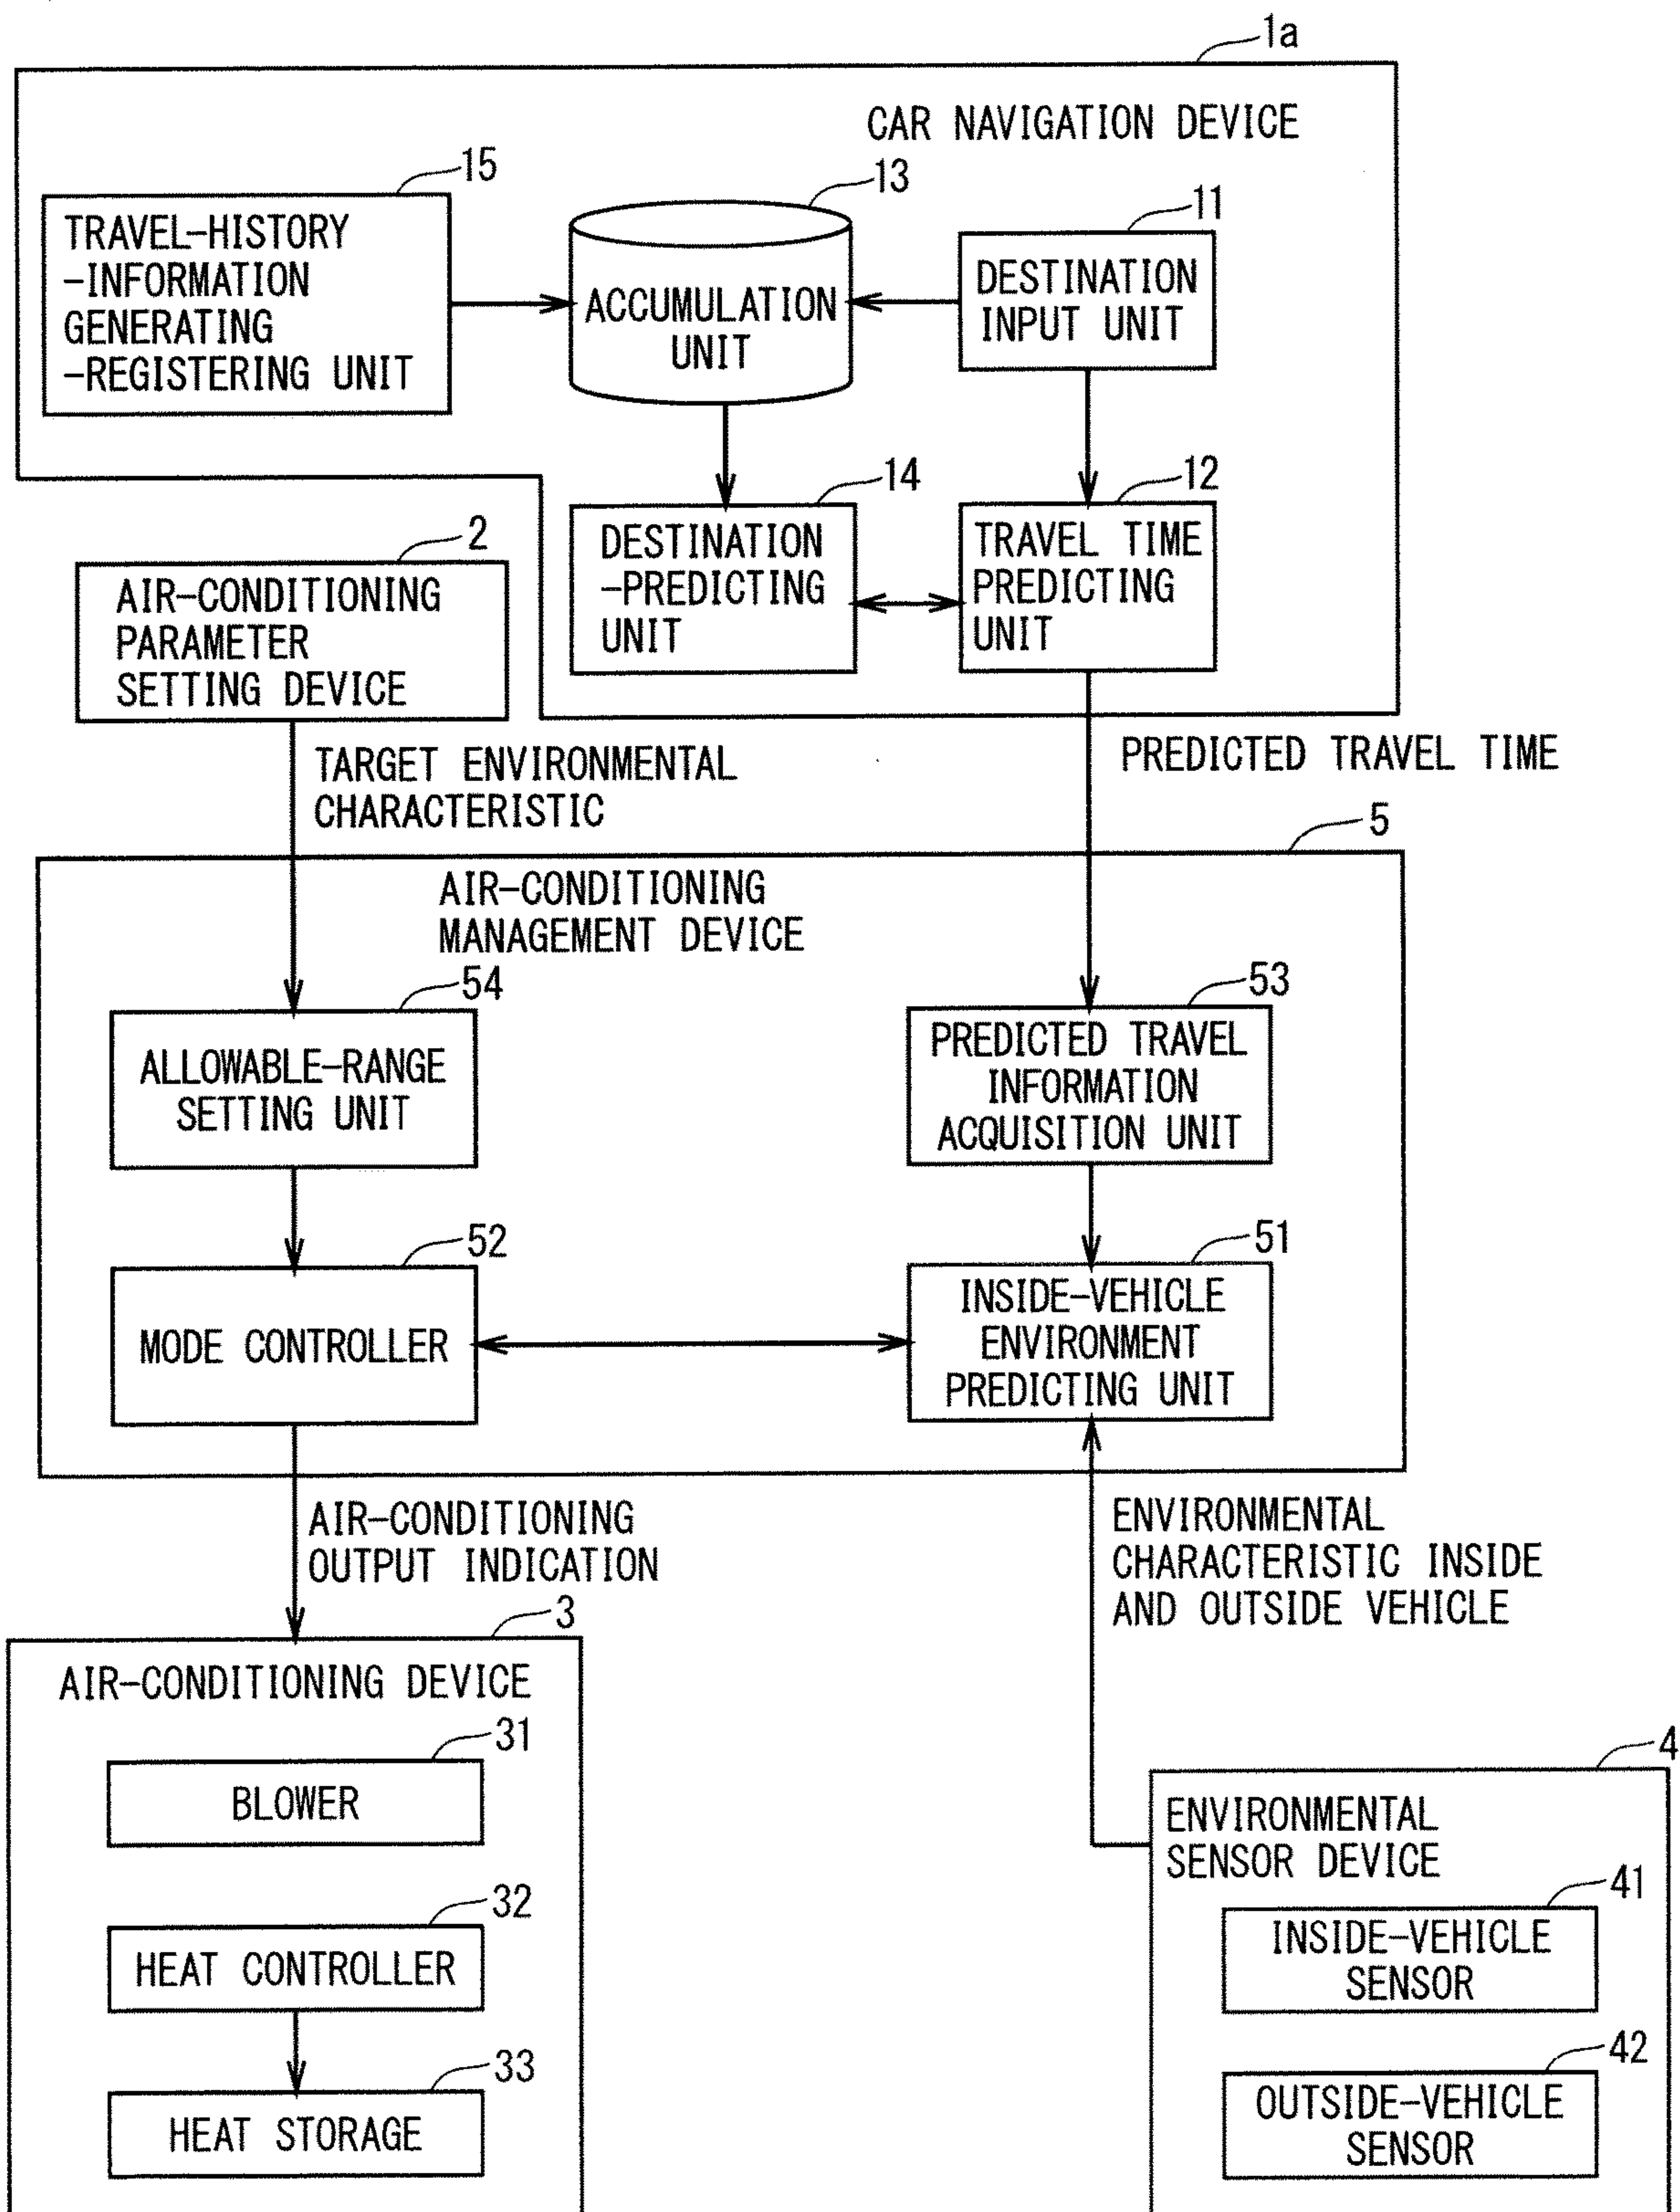 1a
CAR NAVIGATION DEVICE
15
TRAVEL-HISTORY
-INFORMATION
GENERATING
-REGISTERING UNIT
13
ACCUMULATION
UNIT
11
DESTINATION
INPUT UNIT
14
DESTINATION
-PREDICTING
UNIT
12
TRAVEL TIME
PREDICTING
UNIT
2
AIR-CONDITIONING
PARAMETER
SETTING DEVICE
TARGET ENVIRONMENTAL
CHARACTERISTIC
PREDICTED TRAVEL TIME
5
AIR-CONDITIONING
MANAGEMENT DEVICE
54
ALLOWABLE-RANGE
SETTING UNIT
53
PREDICTED TRAVEL
INFORMATION
ACQUISITION UNIT
52
MODE CONTROLLER
51
INSIDE-VEHICLE
ENVIRONMENT
PREDICTING UNIT
AIR-CONDITIONING
OUTPUT INDICATION
ENVIRONMENTAL
CHARACTERISTIC INSIDE
AND OUTSIDE VEHICLE
3
AIR-CONDITIONING DEVICE
31
BLOWER
32
HEAT CONTROLLER
33
HEAT STORAGE
4
ENVIRONMENTAL
SENSOR DEVICE
41
INSIDE-VEHICLE
SENSOR
42
OUTSIDE-VEHICLE
SENSOR